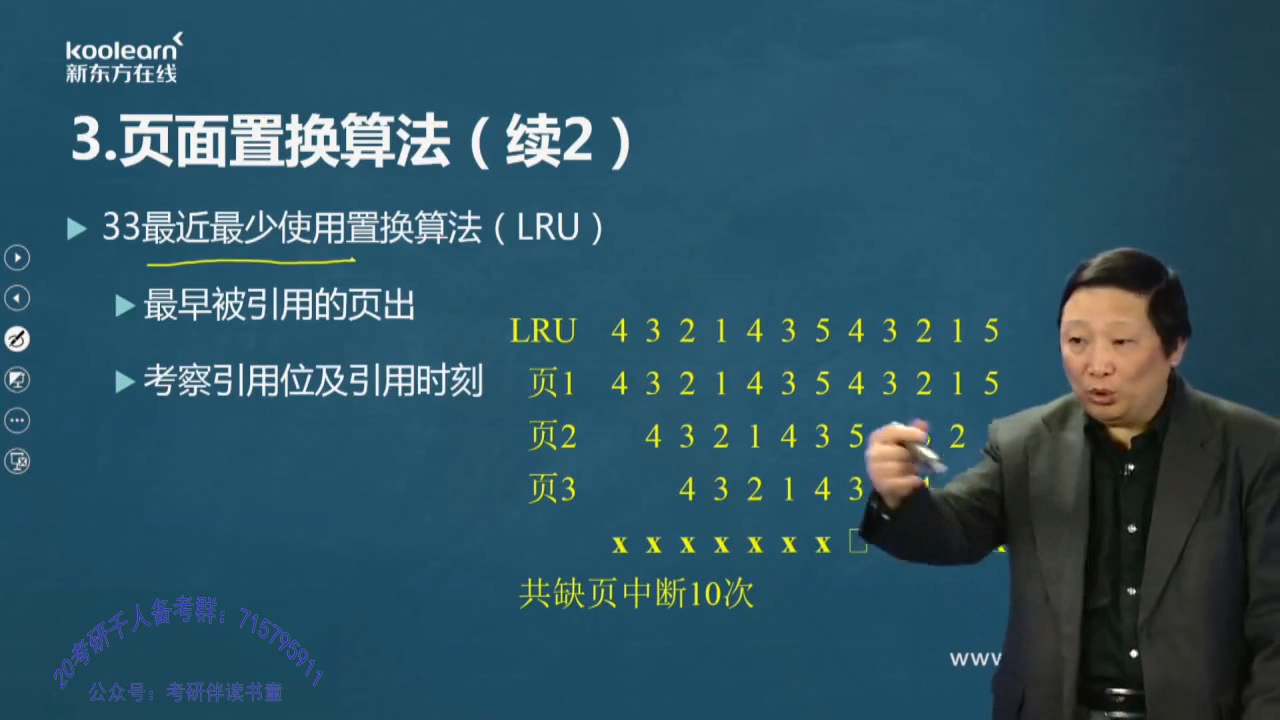 koolearn
新东方在线
3.页面置换算法（续2）
33最近最少使用置换算法（LRU）
最早被引用的页出
考察引用位及引用时刻
LRU 4 3 2 1 4 3 5 4 3 2 1 5
页1 4 3 2 1 4 3 5 4 3 2 1 5
页2 4 3 2 1 4 3 5 2
页3 4 3 2 1 4 3
x x x x x x x □
共缺页中断10次
20考研千人备考群：715795911
公众号：考研伴读书童
www